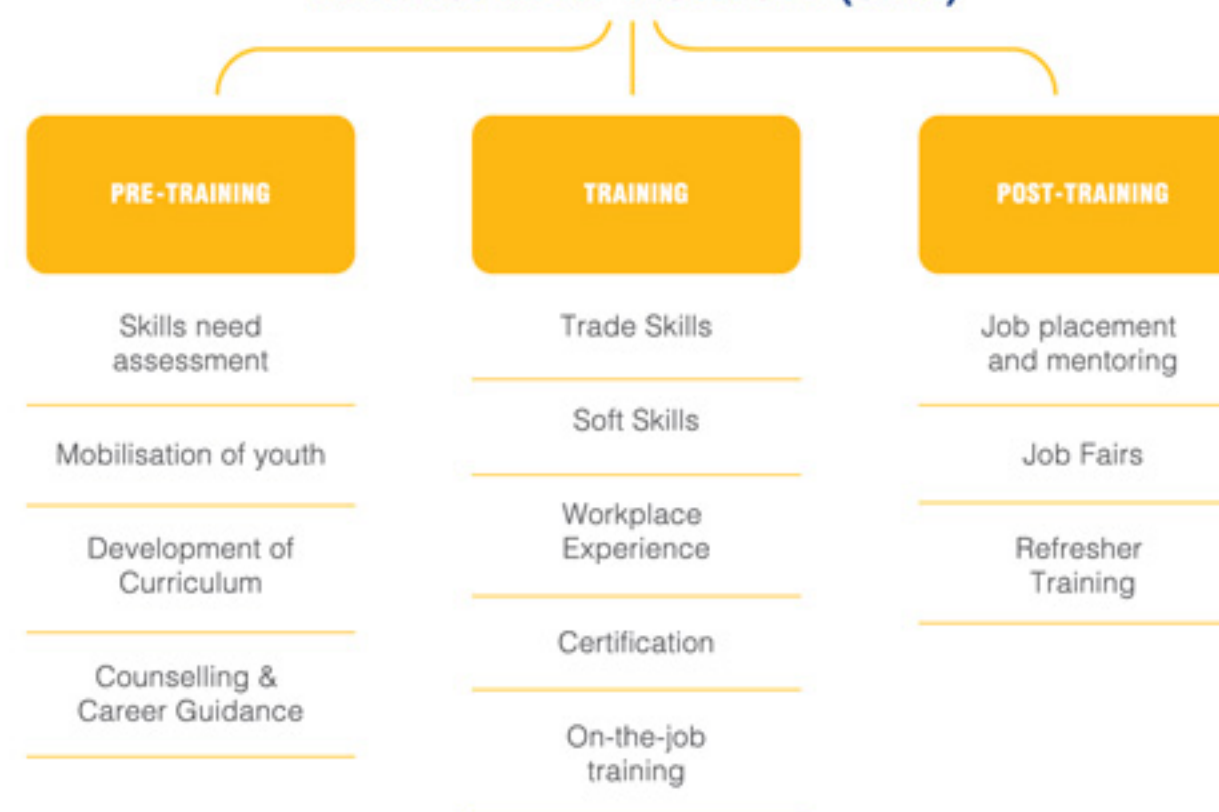 PRE-TRAINING
Skills need
assessment
Mobilisation of youth
Development of
Curriculum
Counselling &
Career Guidance
TRAINING
Trade Skills
Soft Skills
Workplace
Experience
Certification
On-the-job
training
POST-TRAINING
Job placement
and mentoring
Job Fairs
Refresher
Training